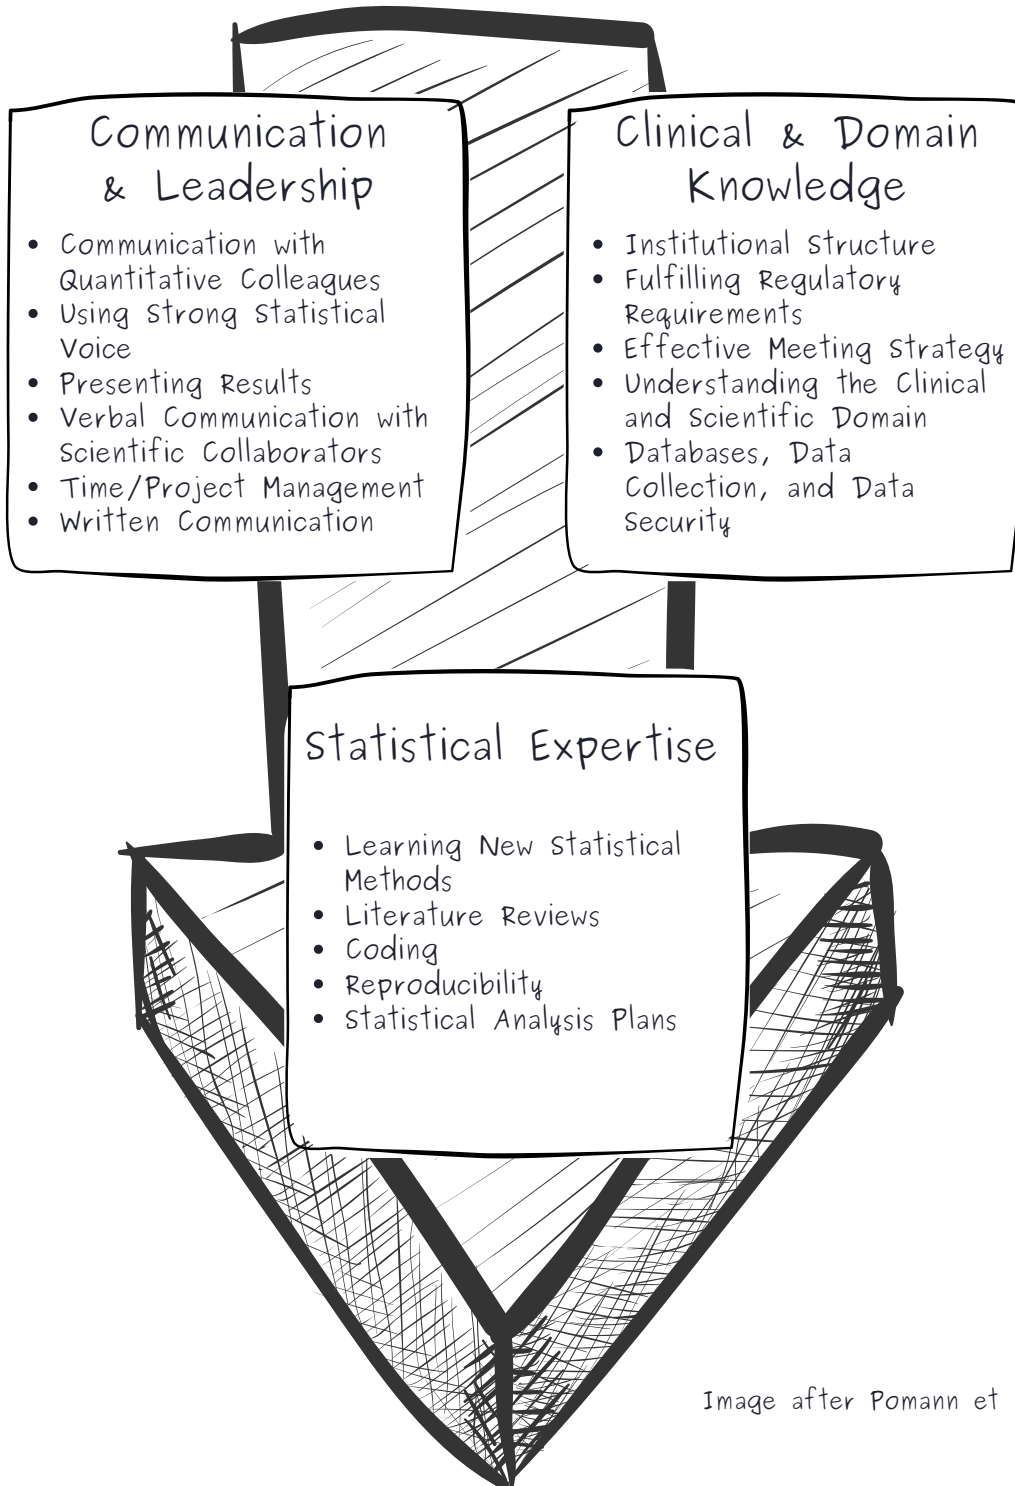 Communication
& Leadership
• Communication with
Quantitative Colleagues
• Using Strong Statistical
Voice
• Presenting Results
• Verbal Communication with
Scientific Collaborators
• Time/Project Management
• Written Communication
Clinical & Domain
Knowledge
• Institutional Structure
• Fulfilling Regulatory
Requirements
• Effective Meeting Strategy
• Understanding the Clinical
and Scientific Domain
• Databases, Data
Collection, and Data
Security
Statistical Expertise
• Learning New Statistical
Methods
• Literature Reviews
• Coding
• Reproducibility
• Statistical Analysis Plans
Image after Pomann et